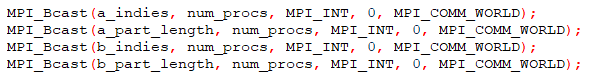 MPI_Bcast(a_indies, num_procs, MPI_INT, 0, MPI_COMM_WORLD);
MPI_Bcast(a_part_length, num_procs, MPI_INT, 0, MPI_COMM_WORLD);
MPI_Bcast(b_indies, num_procs, MPI_INT, 0, MPI_COMM_WORLD);
MPI_Bcast(b_part_length, num_procs, MPI_INT, 0, MPI_COMM_WORLD);